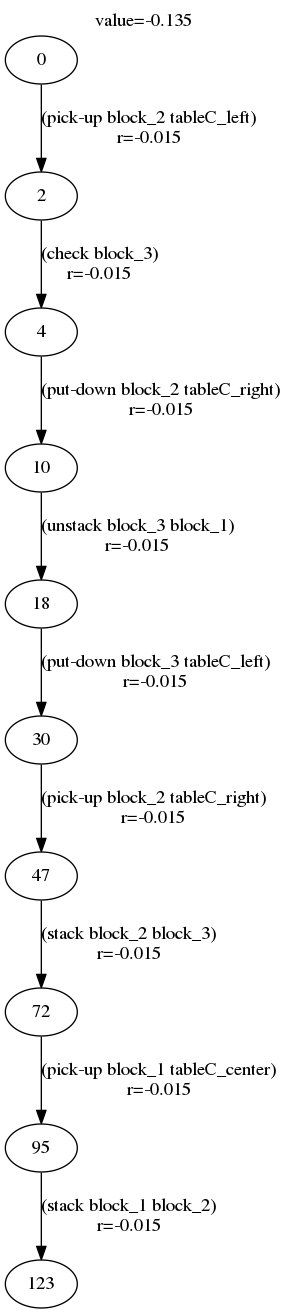 value=-0.135
0
(pick-up block_2 tableC_left)
r=-0.015
2
(check block_3)
r=-0.015
4
(put-down block_2 tableC_right)
r=-0.015
10
(unstack block_3 block_1)
r=-0.015
18
(put-down block_3 tableC_left)
r=-0.015
30
(pick-up block_2 tableC_right)
r=-0.015
47
(stack block_2 block_3)
r=-0.015
72
(pick-up block_1 tableC_center)
r=-0.015
95
(stack block_1 block_2)
r=-0.015
123